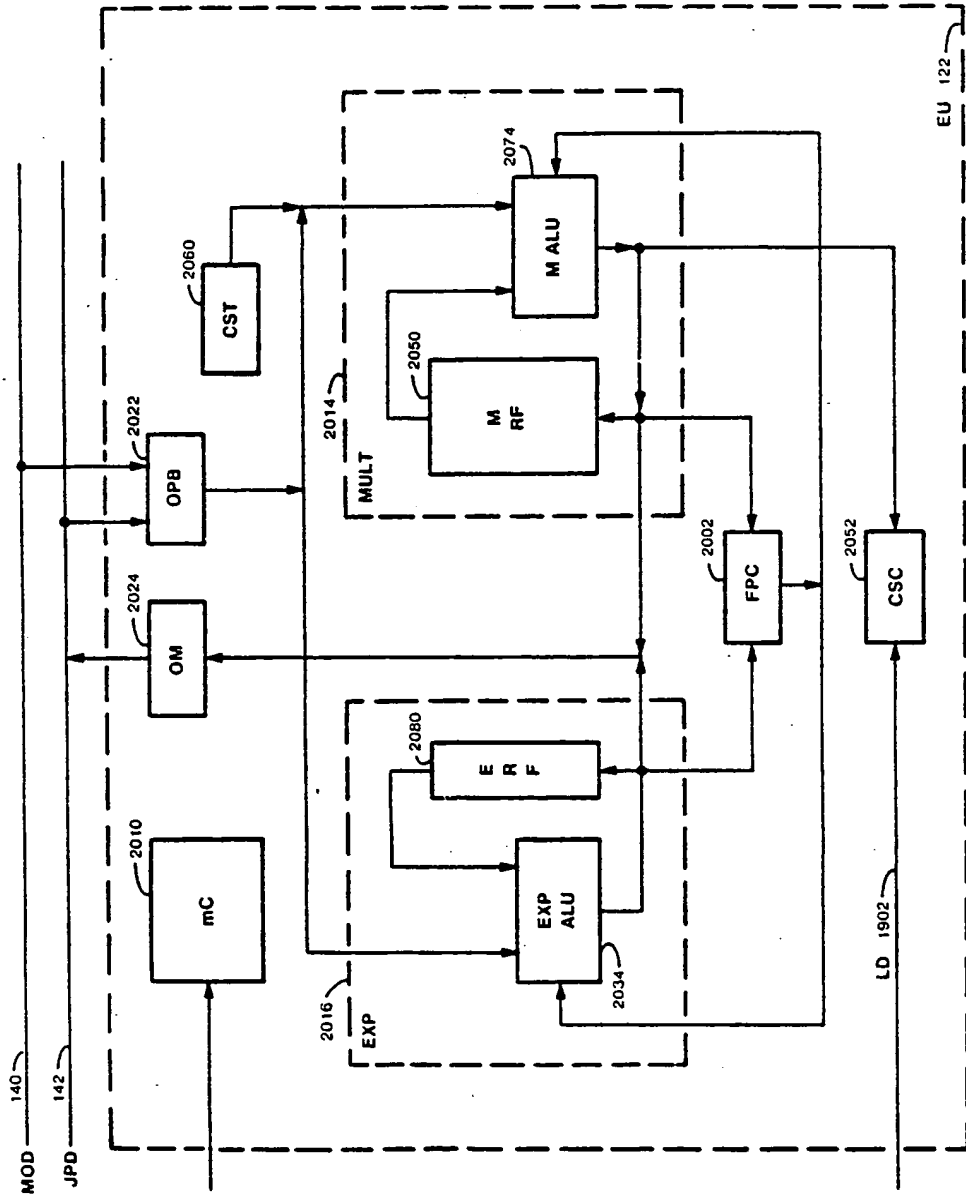 MOD
140
JPD
142
mC
2010
OM
2024
OPB
2022
CST
2060
2016
EXP
EXP
ALU
2034
E
R
F
2080
2014
MULT
M
RF
2050
M ALU
2074
FPC
2002
CSC
2052
LD 1902
EU 122